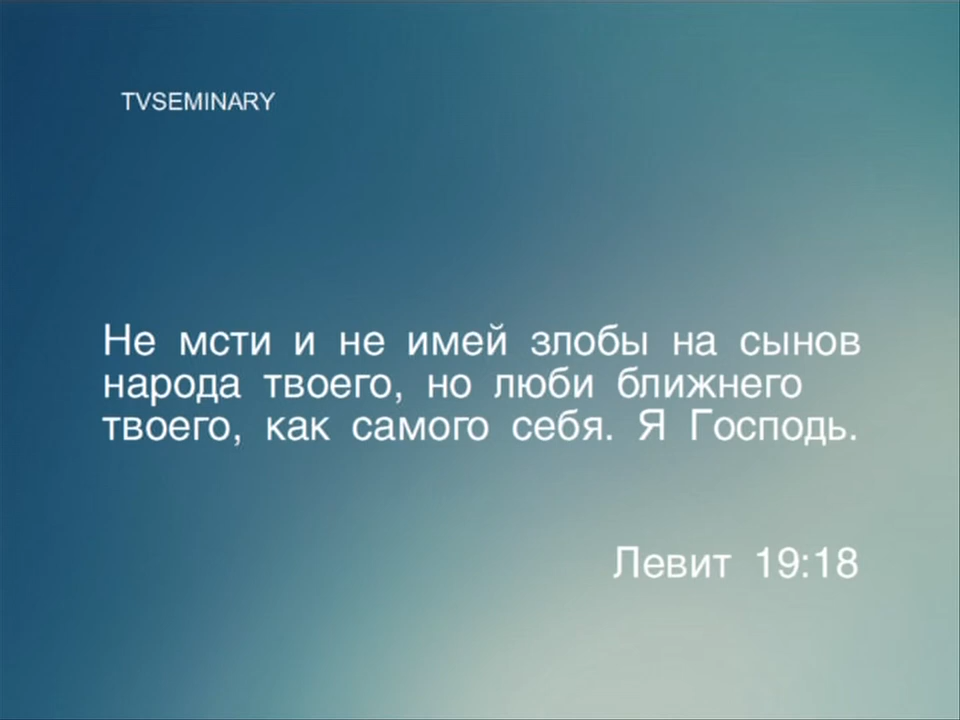 TVSEMINARY
Не мсти и не имей злобы на сынов
народа твоего, но люби ближнего
твоего, как самого себя. Я Господь.
Левит 19:18